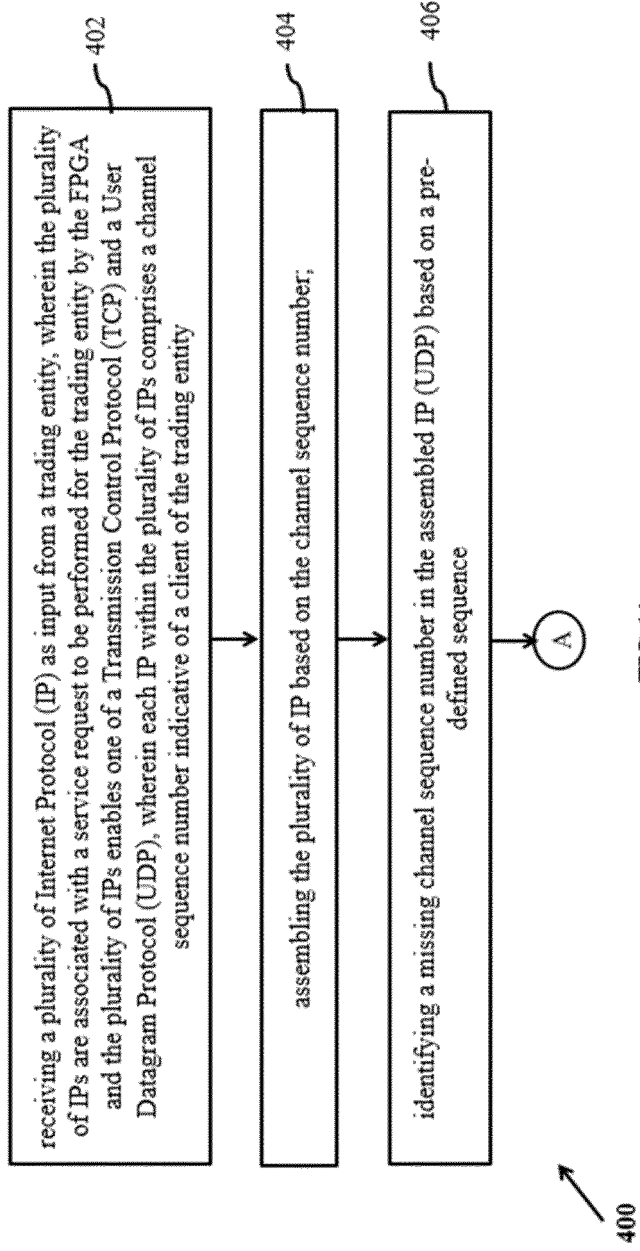 receiving a plurality of Internet Protocol (IP) as input from a trading entity, wherein the plurality
of IPs are associated with a service request to be performed for the trading entity by the FPGA
and the plurality of IPs enables one of a Transmission Control Protocol (TCP) and a User
Datagram Protocol (UDP), wherein each IP within the plurality of IPs comprises a channel
sequence number indicative of a client of the trading entity
402
assembling the plurality of IP based on the channel sequence number;
404
identifying a missing channel sequence number in the assembled IP (UDP) based on a pre-
defined sequence
406
A
400